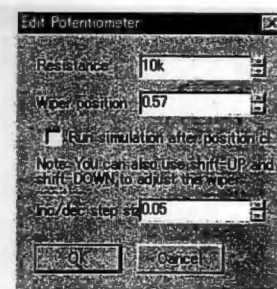 Edit Potentiometer
Resistance 10k
Wiper position 0.57
Run simulation after position c
Note: You can also use shift-UP and
shift-DOWN, to adjust the wiper.
Inc/dec step 0.05
OK Cancel